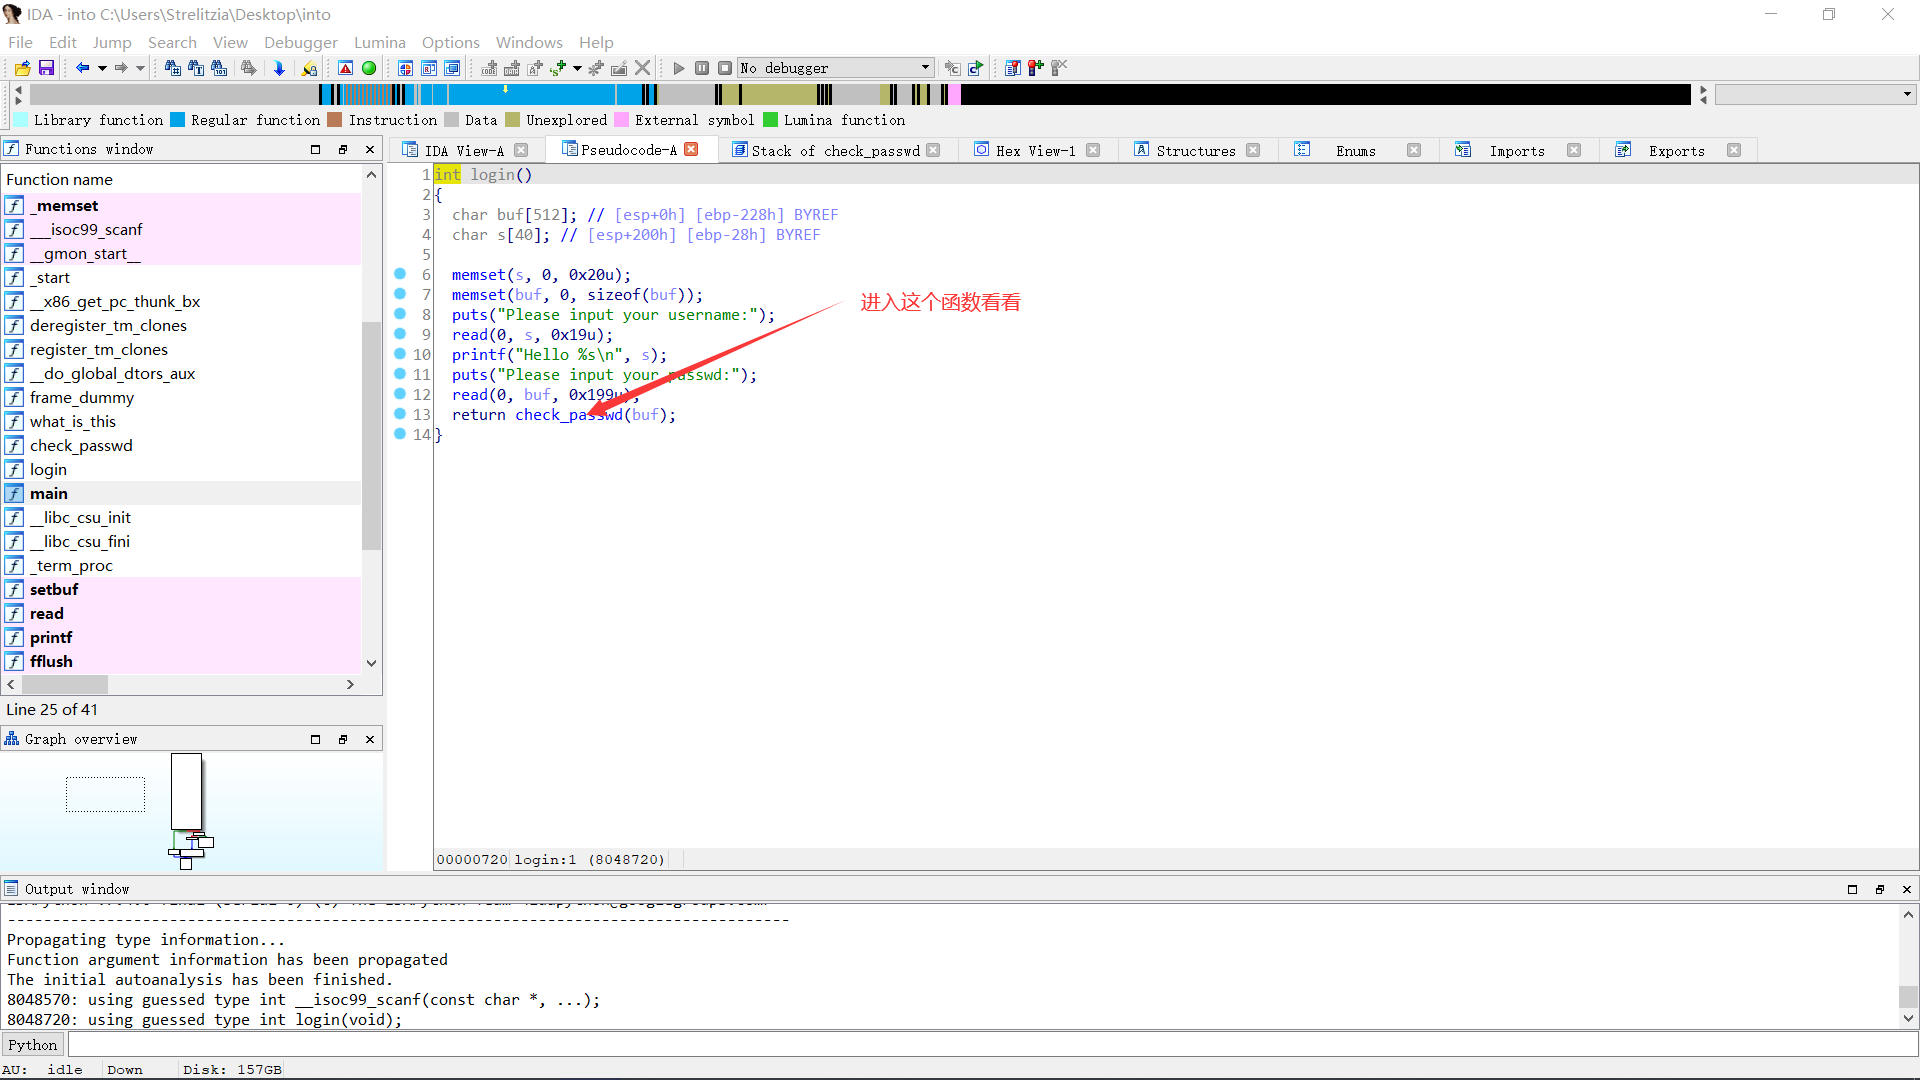 IDA - into C:\Users\Strelitzia\Desktop\into
File Edit Jump Search View Debugger Lumina Options Windows Help
No debugger
Library function Regular function Instruction Data Unexplored External symbol Lumina function
Functions window
Function name
_memset
___isoc99_scanf
__gmon_start__
_start
__x86_get_pc_thunk_bx
deregister_tm_clones
register_tm_clones
__do_global_dtors_aux
frame_dummy
what_is_this
check_passwd
login
main
__libc_csu_init
__libc_csu_fini
_term_proc
setbuf
read
printf
fflush
Line 25 of 41
Graph overview
IDA View-A Pseudocode-A Stack of check_passwd Hex View-1 Structures Enums Imports Exports
1 int login()
2 {
3 char buf[512]; // [esp+0h] [ebp-228h] BYREF
4 char s[40]; // [esp+200h] [ebp-28h] BYREF
5
6 memset(s, 0, 0x20u);
7 memset(buf, 0, sizeof(buf));
8 puts("Please input your username:");
9 read(0, s, 0x19u);
10 printf("Hello %s\n", s);
11 puts("Please input your passwd:");
12 read(0, buf, 0x199u);
13 return check_passwd(buf);
14 }
进入这个函数看看
00000720 login:1 (8048720)
Output window
Propagating type information...
Function argument information has been propagated
The initial autoanalysis has been finished.
8048570: using guessed type int __isoc99_scanf(const char *, ...);
8048720: using guessed type int login(void);
Python
AU: idle Down Disk: 157GB